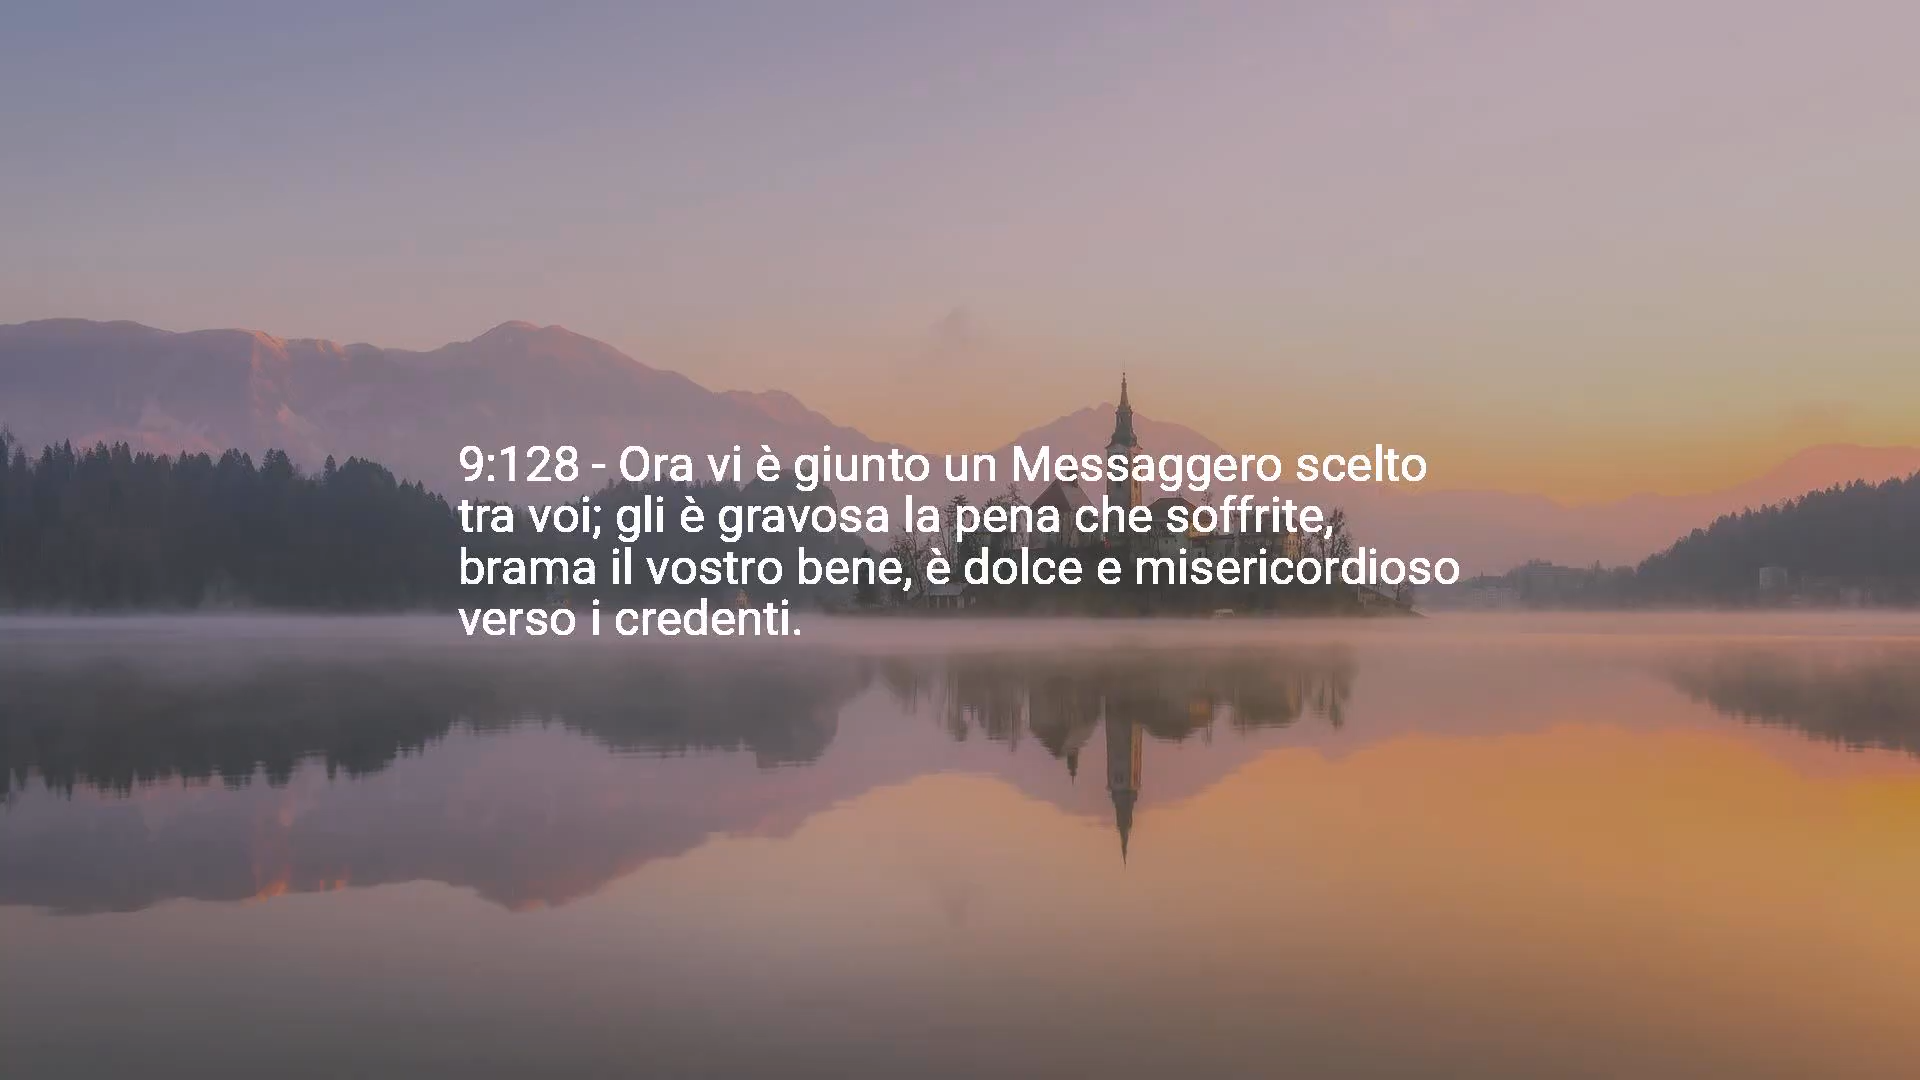 9:128 - Ora vi è giunto un Messaggero scelto
tra voi; gli è gravosa la pena che soffrite,
brama il vostro bene, è dolce e misericordioso
verso i credenti.